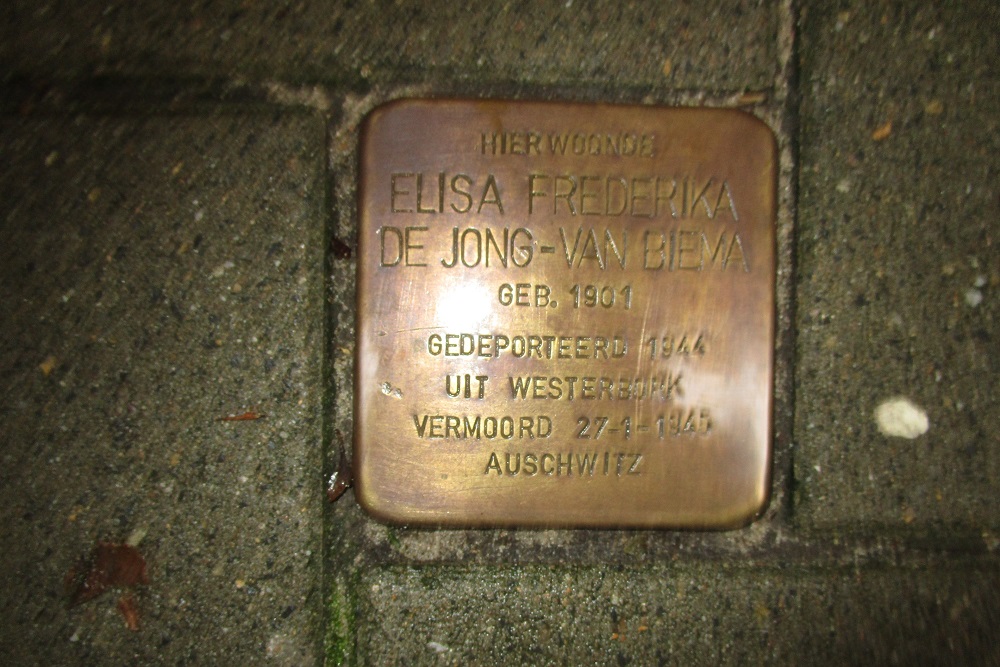 HIER WOONDE
ELISA FREDERIKA
DE JONG-VAN BIEMA
GEB. 1901
GEDEPORTEERD 1944
UIT WESTERBORK
VERMOORD 27-1-1945
AUSCHWITZ